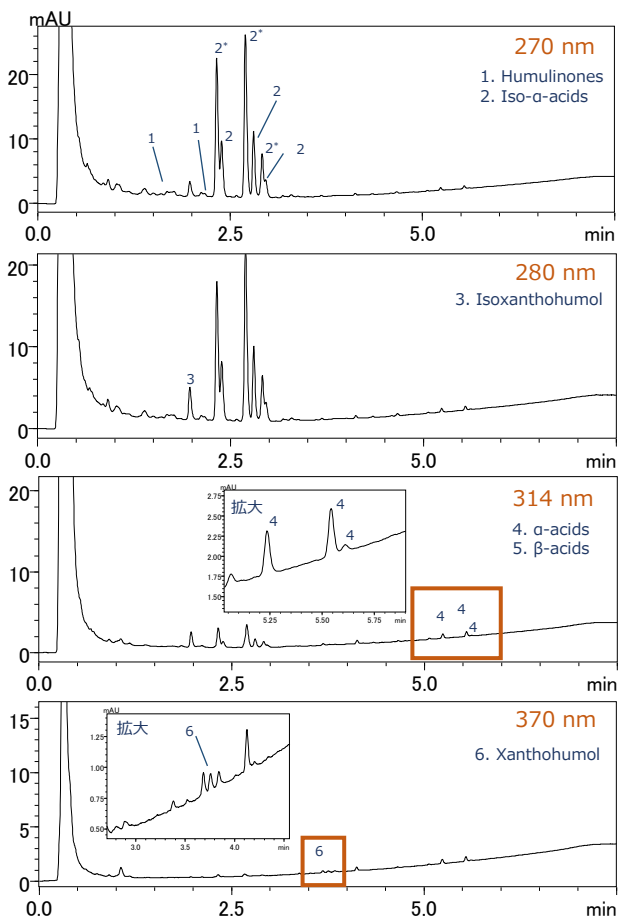 mAU
270 nm
1. Humulinones
2. Iso-α-acids
20
10
0
1
1
2*
2
2*
2
2*
2
0.0
2.5
5.0
min
280 nm
3. Isoxanthohumol
20
10
0
3
0.0
2.5
5.0
min
314 nm
4. α-acids
5. β-acids
20
10
0
mAU
拡大
2.75
2.50
2.25
2.00
1.75
1.50
4
4
4
5.25
5.50
5.75
min
4
4
4
0.0
2.5
5.0
min
370 nm
6. Xanthohumol
15
10
5
0
mAU
拡大
1.25
1.00
0.75
0.50
6
3.0
4.0
min
6
0.0
2.5
5.0
min